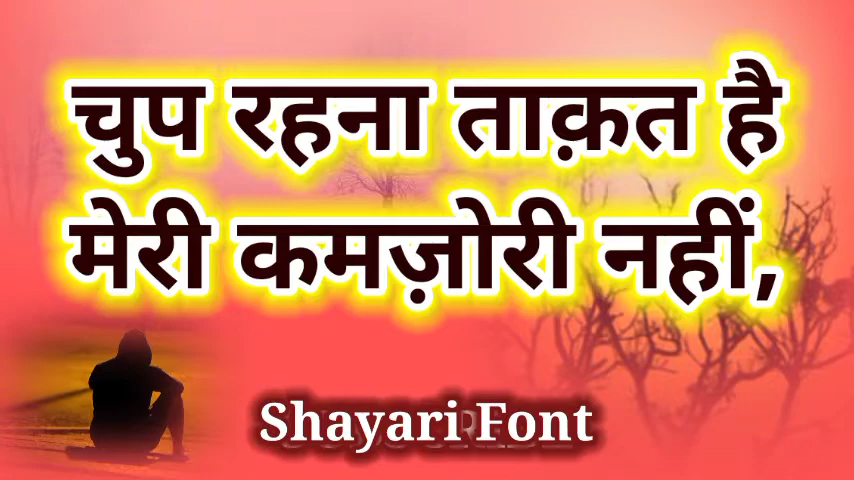 चुप रहना ताक़त है
मेरी कमज़ोरी नहीं,
Shayari Font